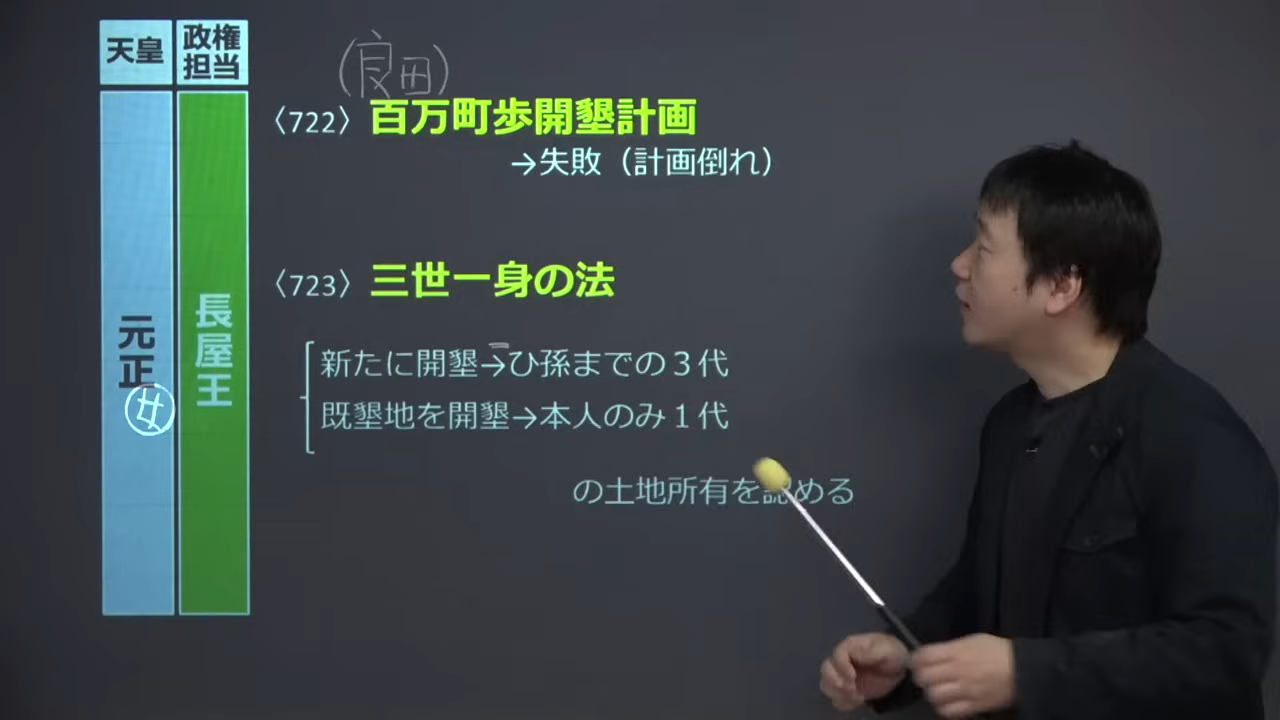 天皇
政権
担当
元正
女
長屋王
(良田)
〈722〉百万町歩開墾計画
→失敗（計画倒れ）
〈723〉三世一身の法
新たに開墾→ひ孫までの３代
既墾地を開墾→本人のみ１代
の土地所有を認める